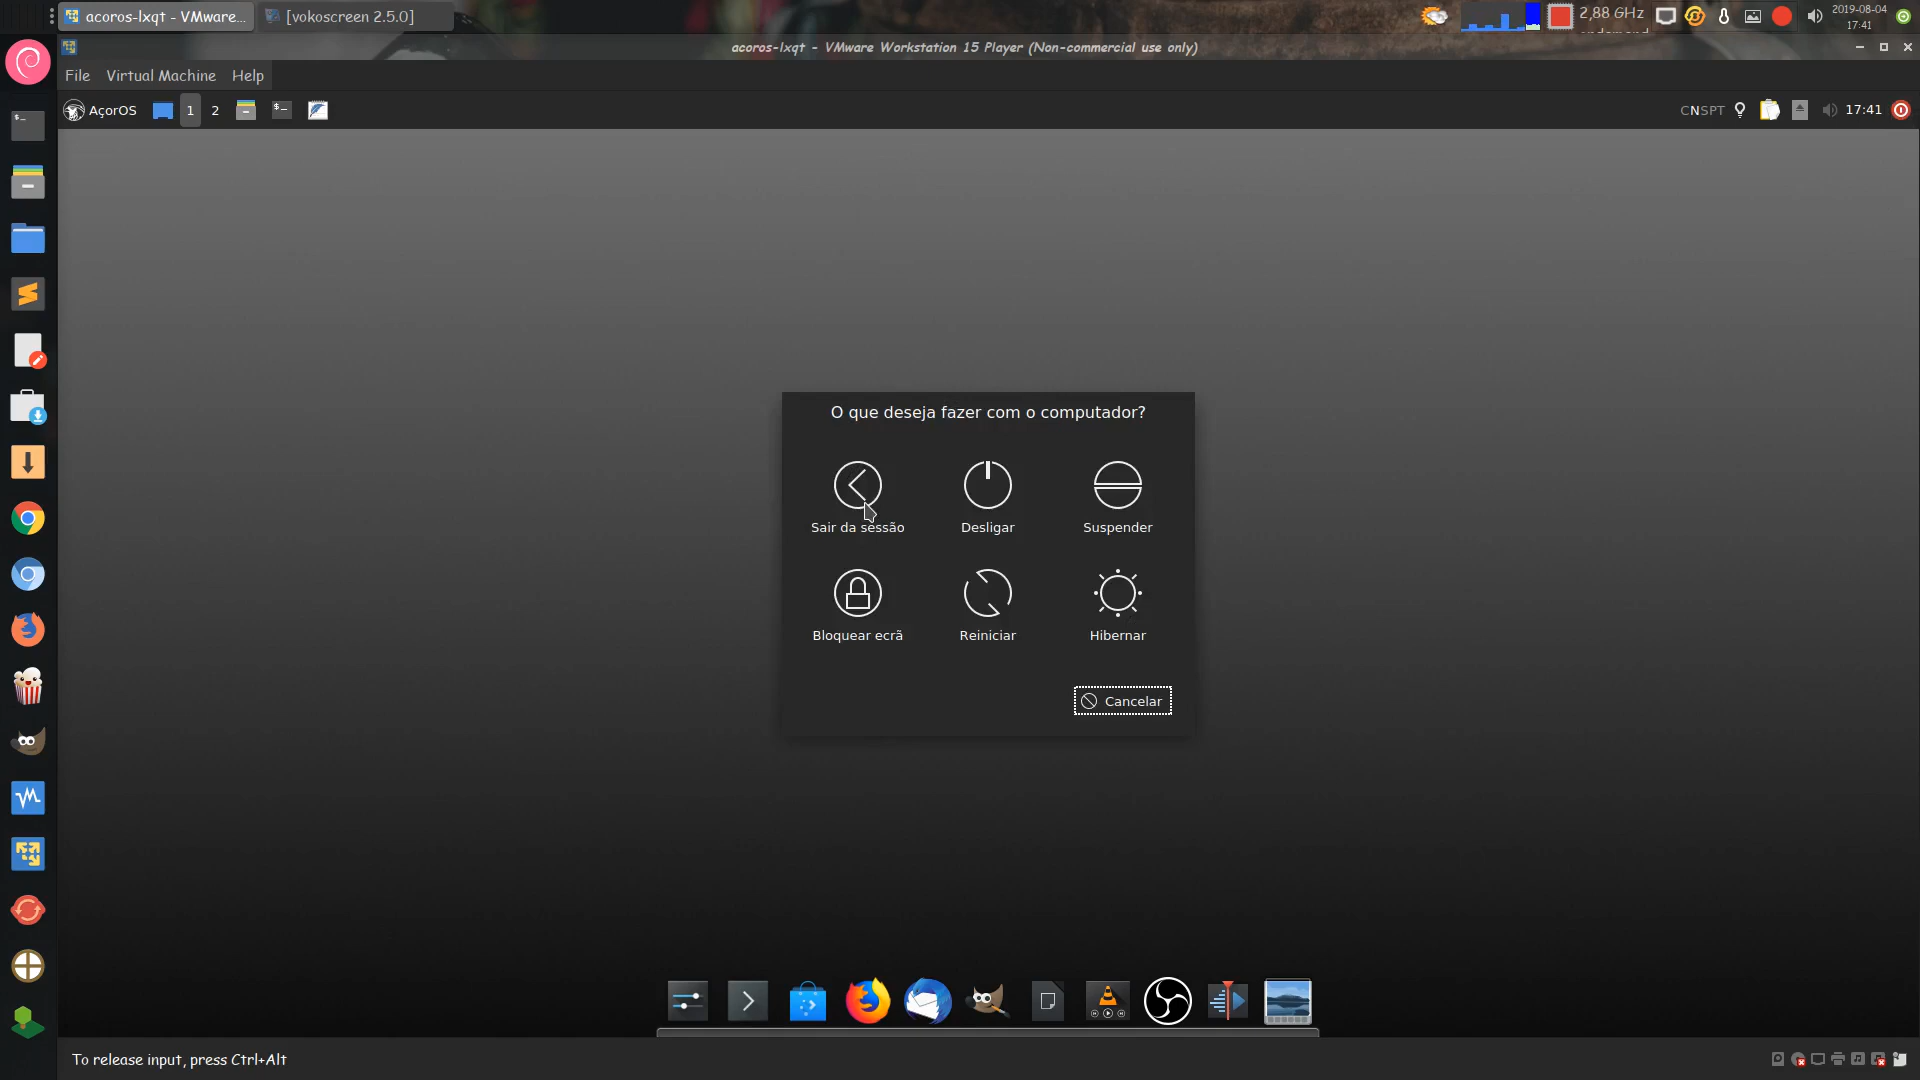 acoros-lxqt - VMware...
[vokoscreen 2.5.0]
2,88 GHz
ondemand
2019-08-04
17:41
acoros-lxqt - VMware Workstation 15 Player (Non-commercial use only)
File Virtual Machine Help
AçorOS
1
2
CNSPT
17:41
O que deseja fazer com o computador?
Sair da sessão
Desligar
Suspender
Bloquear ecrã
Reiniciar
Hibernar
Cancelar
To release input, press Ctrl+Alt